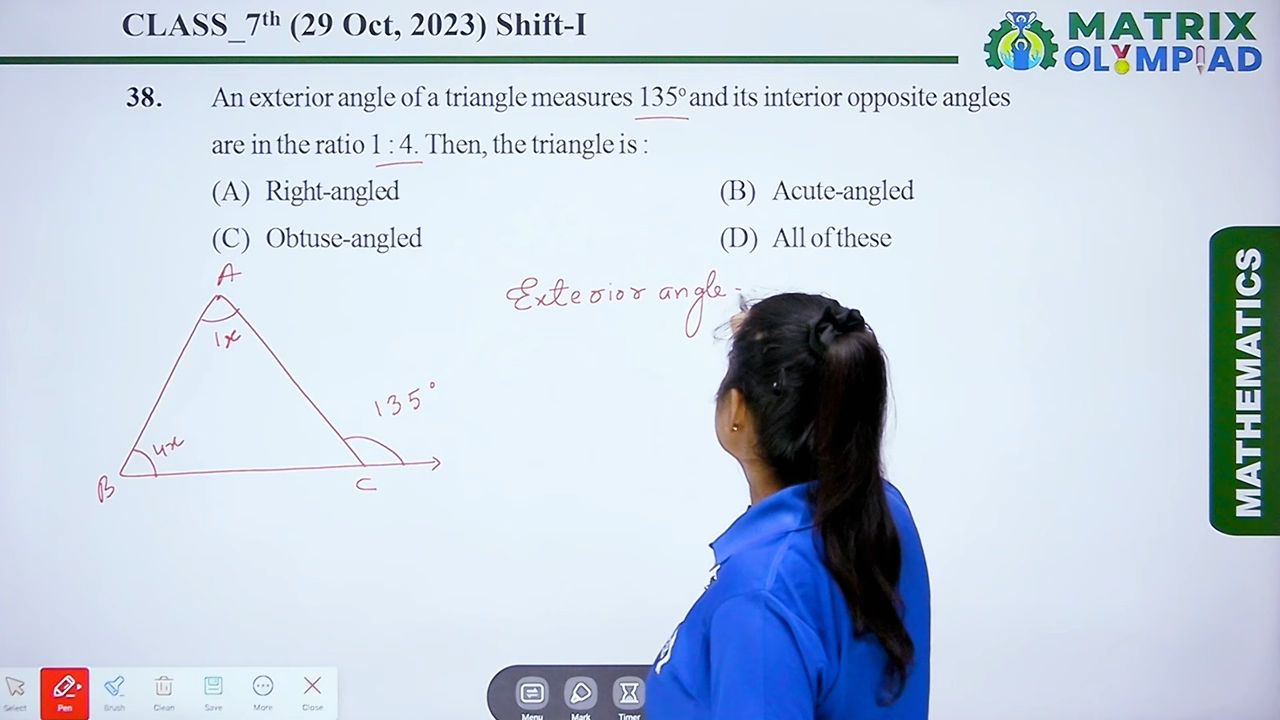 CLASS_7th (29 Oct, 2023) Shift-I
MATRIX
OLYMPIAD
38. An exterior angle of a triangle measures 135° and its interior opposite angles
are in the ratio 1 : 4. Then, the triangle is :
(A) Right-angled (B) Acute-angled
(C) Obtuse-angled (D) All of these
A
Exterior angle
1x
135°
4x
B
C
MATHEMATICS
Select Pen Brush Clean Save More Close
Menu Mark Timer